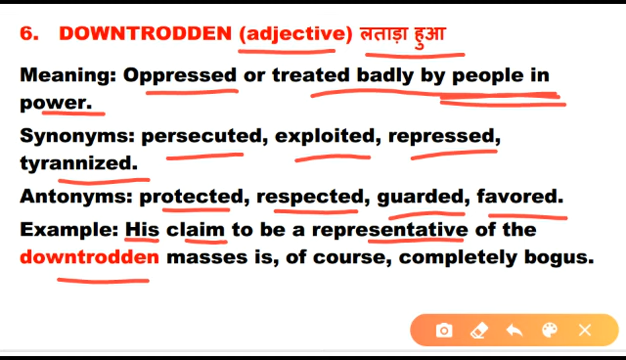 6. DOWNTRODDEN (adjective) लताड़ा हुआ
Meaning: Oppressed or treated badly by people in
power.
Synonyms: persecuted, exploited, repressed,
tyrannized.
Antonyms: protected, respected, guarded, favored.
Example: His claim to be a representative of the
downtrodden masses is, of course, completely bogus.